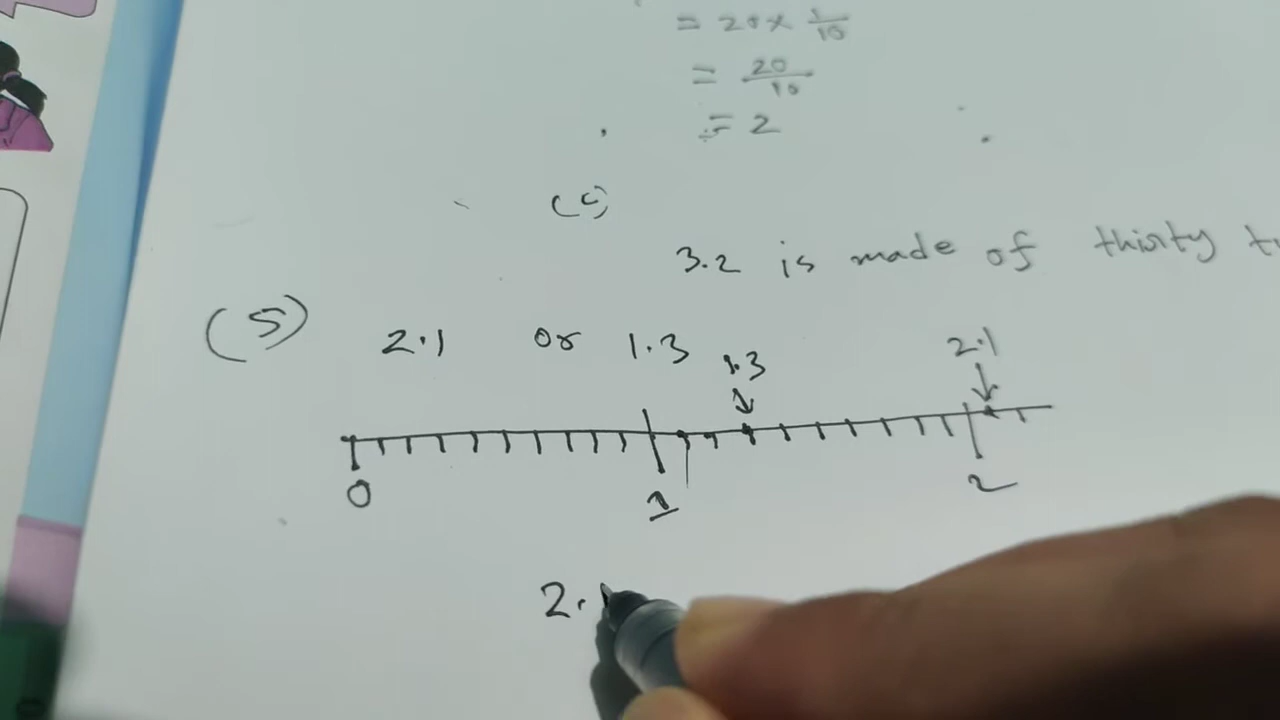 = 20 × 1/10
= 20/10
= 2
(c)
3.2 is made of thirty
(5) 2.1 or 1.3
1.3 2.1
0 1 2
2.1